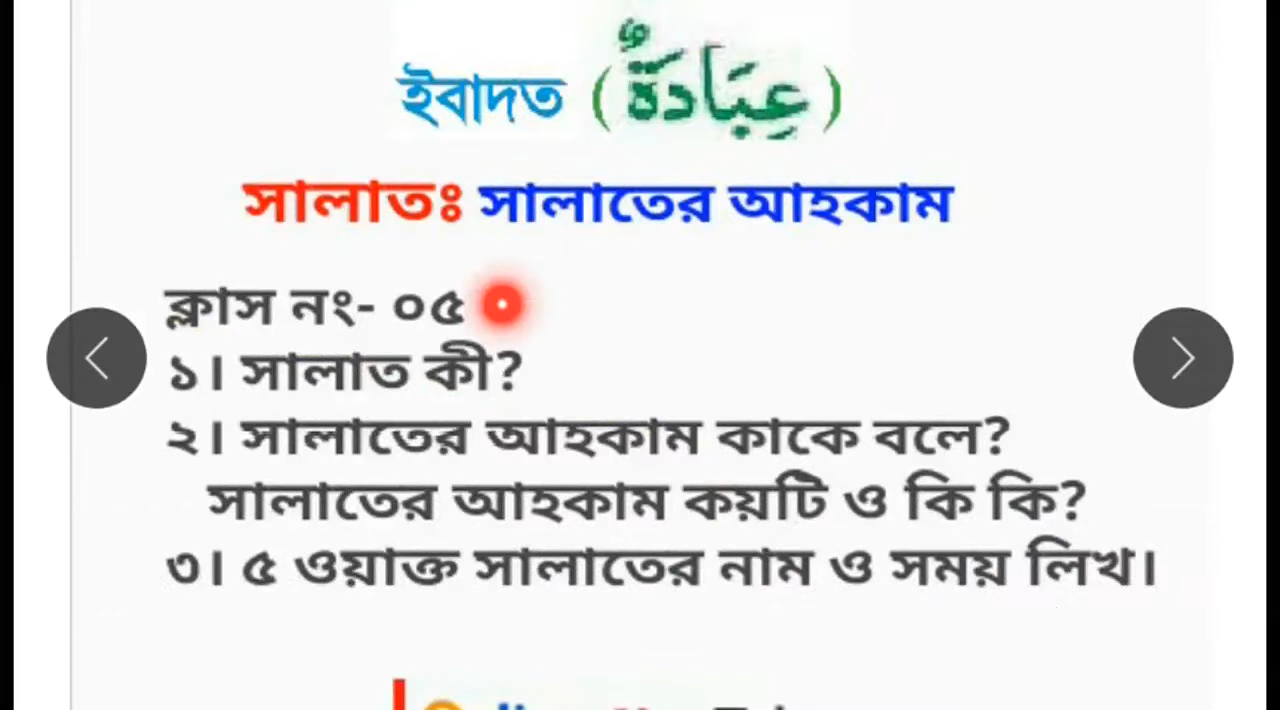 ইবাদত (عِبَادَةٌ)
সালাতঃ সালাতের আহকাম
ক্লাস নং- ০৫
১। সালাত কী?
২। সালাতের আহকাম কাকে বলে?
সালাতের আহকাম কয়টি ও কি কি?
৩। ৫ ওয়াক্ত সালাতের নাম ও সময় লিখ।